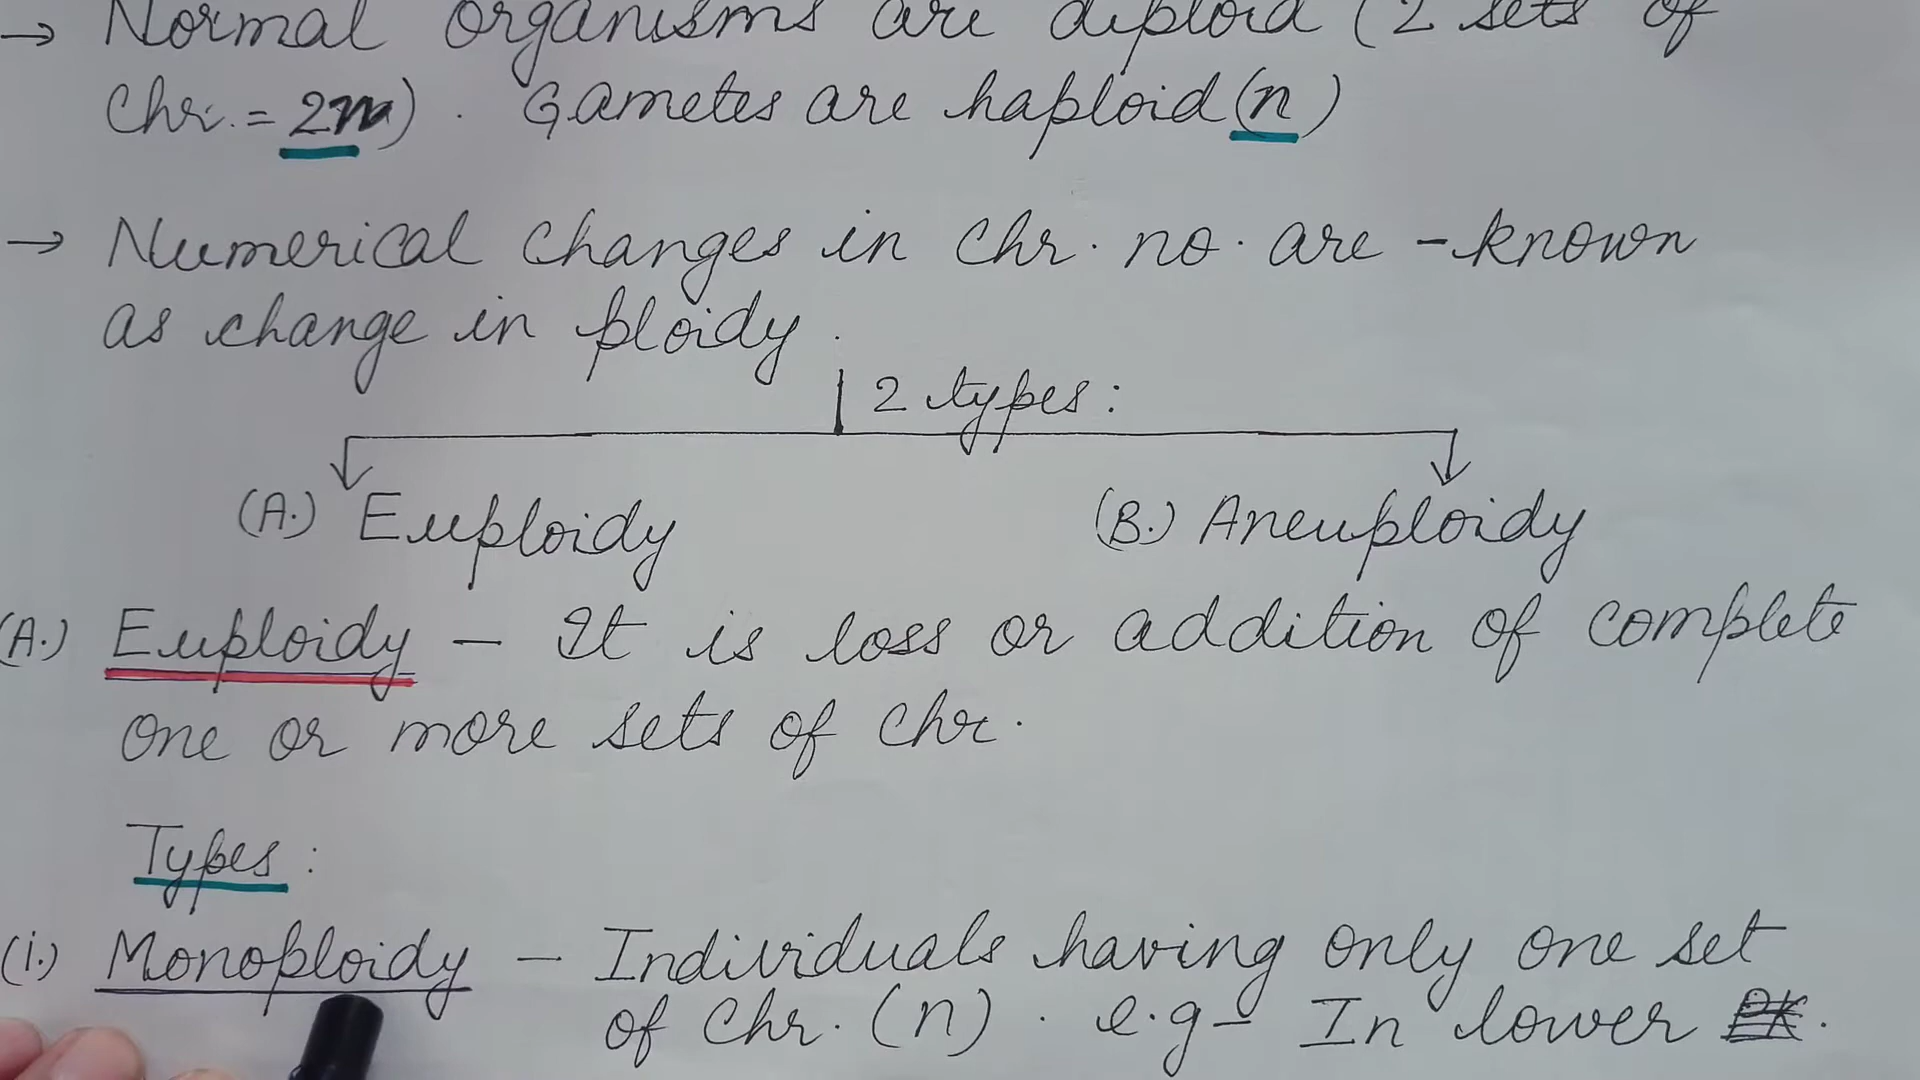 → Normal organisms are diploid (2 sets of
Chr. = 2n). Gametes are haploid (n)
→ Numerical changes in Chr. no. are known
as change in ploidy.
2 types:
(A.) Euploidy
(B.) Aneuploidy
(A.) Euploidy – It is loss or addition of complete
one or more sets of Chr.
Types:
(i.) Monoploidy – Individuals having only one set
of Chr. (n). e.g – In lower